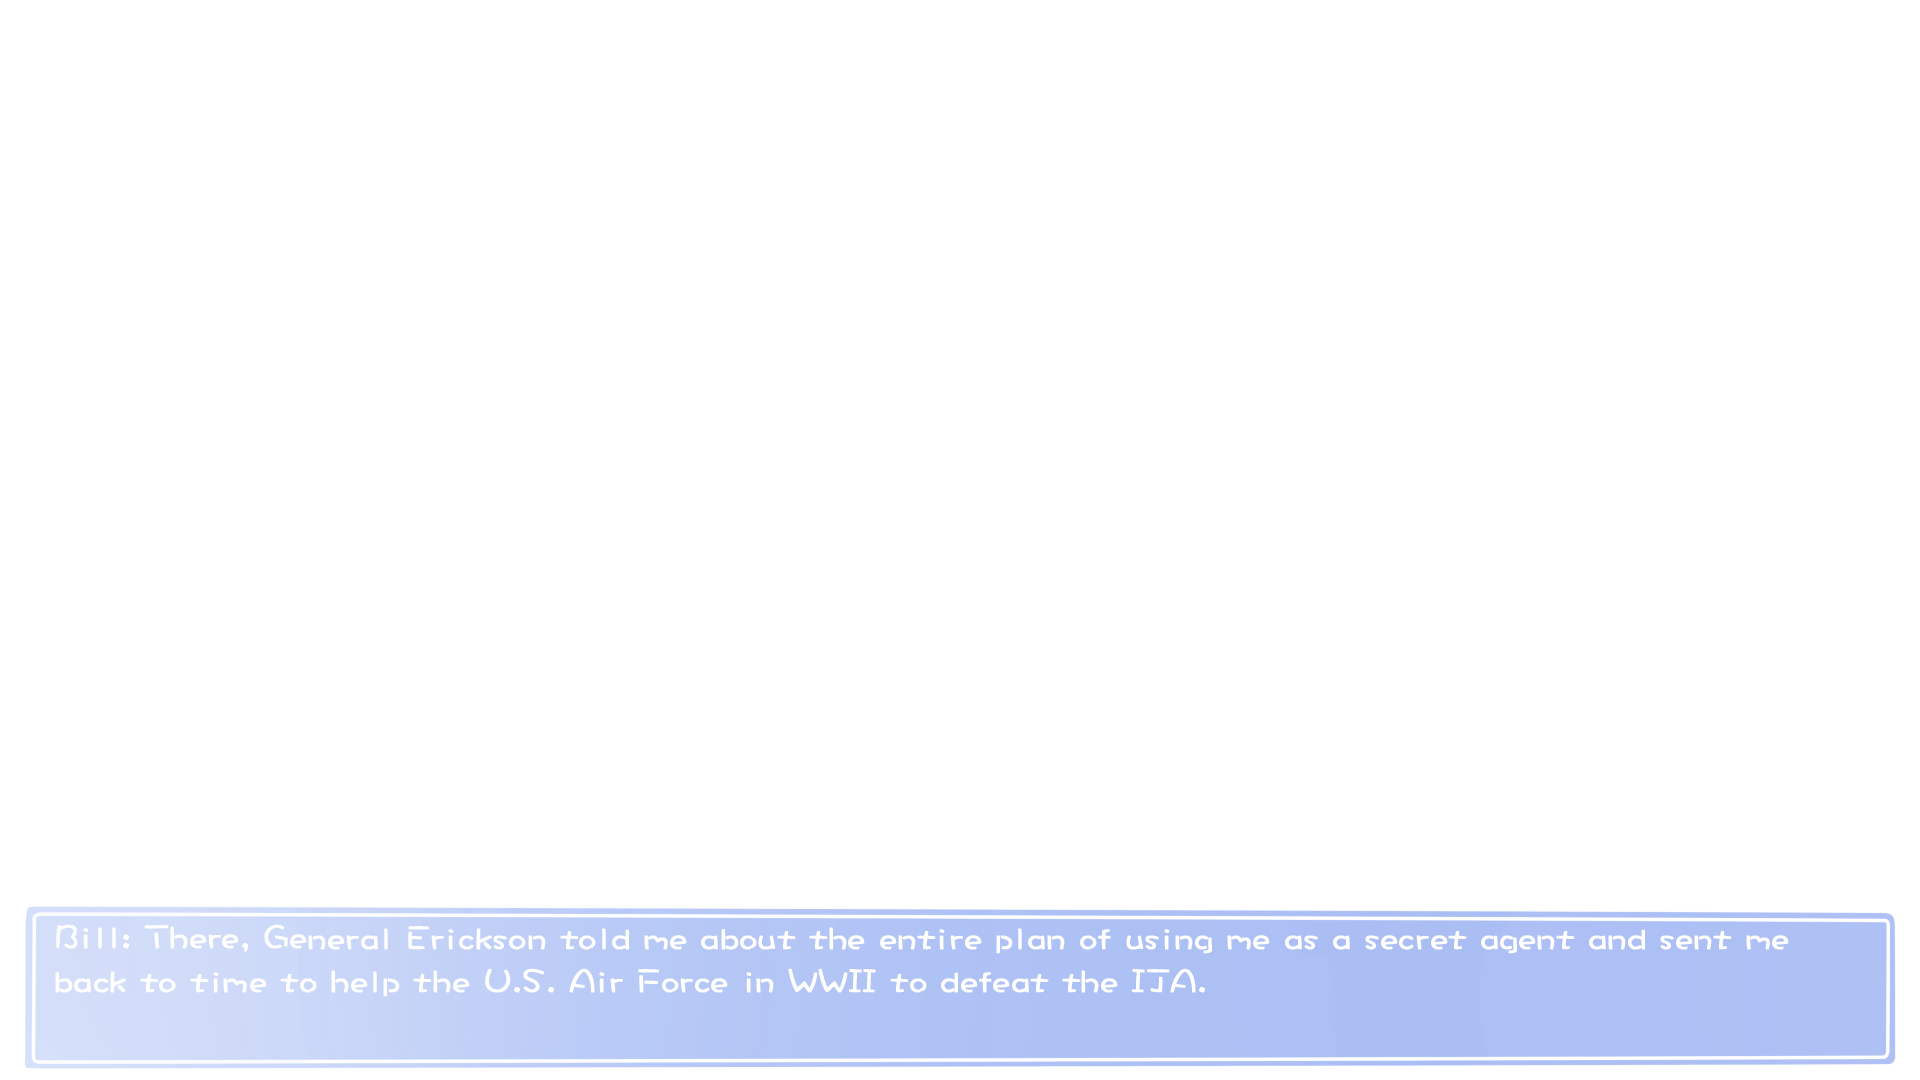 Bill: There, General Erickson told me about the entire plan of using me as a secret agent and sent me
back to time to help the U.S. Air Force in WWII to defeat the IJA.